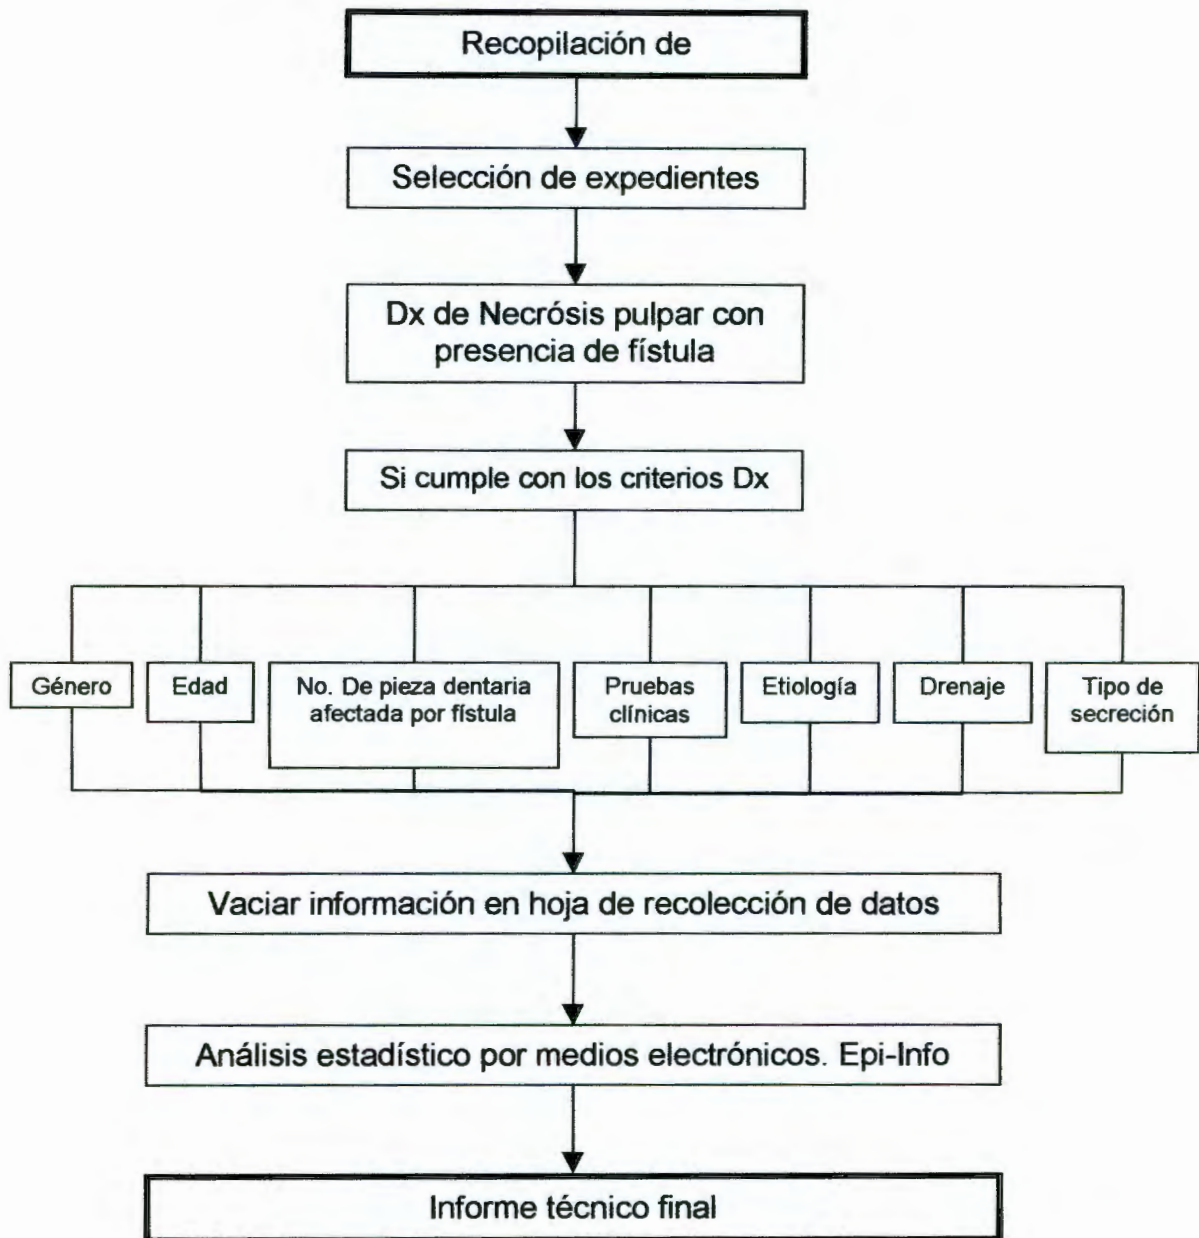 Recopilación de
Selección de expedientes
Dx de Necrósis pulpar con
presencia de fístula
Si cumple con los criterios Dx
Género
Edad
No. De pieza dentaria
afectada por fístula
Pruebas
clínicas
Etiología
Drenaje
Tipo de
secreción
Vaciar información en hoja de recolección de datos
Análisis estadístico por medios electrónicos. Epi-Info
Informe técnico final